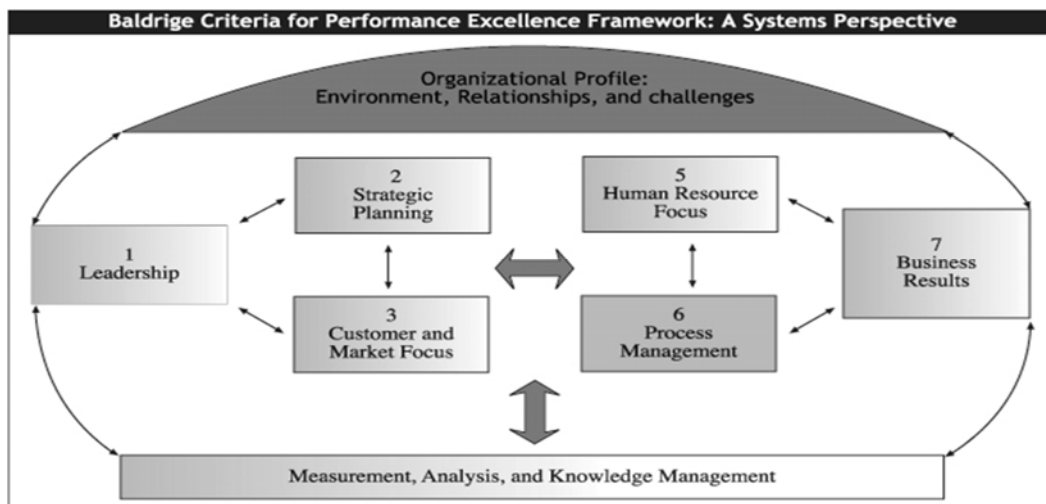 Baldrige Criteria for Performance Excellence Framework: A Systems Perspective
Organizational Profile:
Environment, Relationships, and challenges
1
Leadership
2
Strategic
Planning
3
Customer and
Market Focus
5
Human Resource
Focus
6
Process
Management
7
Business
Results
Measurement, Analysis, and Knowledge Management